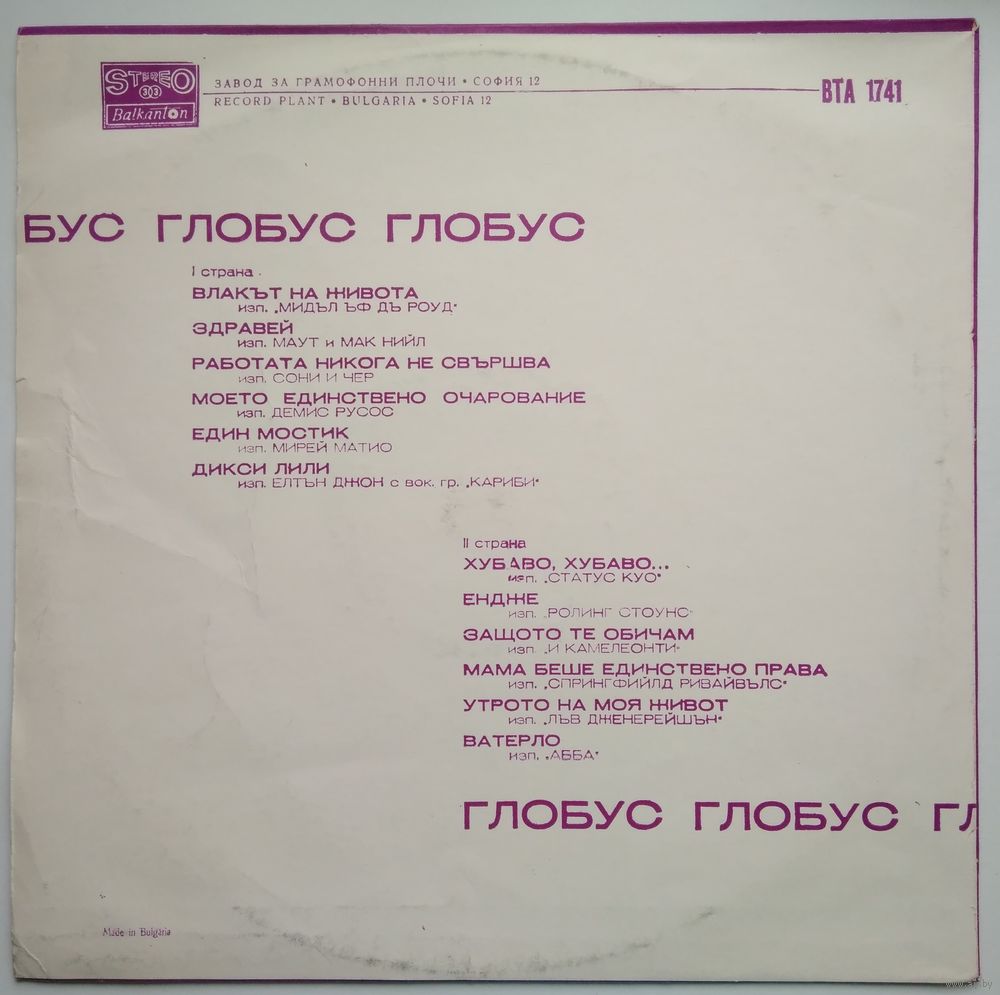 STEREO
33
Balkanton
ЗАВОД ЗА ГРАМОФОННИ ПЛОЧИ • СОФИЯ 12
RECORD PLANT • BULGARIA • SOFIA 12
ВТА 1741
БУС ГЛОБУС ГЛОБУС
I страна
ВЛАКЪТ НА ЖИВОТА
изп. „МИДЪЛ ЪФ ДЪ РОУД“
ЗДРАВЕЙ
изп. МАУТ и МАК НИЙЛ
РАБОТАТА НИКОГА НЕ СВЪРШВА
изп. СОНИ И ЧЕР
МОЕТО ЕДИНСТВЕНО ОЧАРОВАНИЕ
изп. ДЕМИС РУСОС
ЕДИН МОСТИК
изп. МИРЕЙ МАТИО
ДИКСИ ЛИЛИ
изп. ЕЛТЪН ДЖОН с вок. гр. „КАРИБИ“
II страна
ХУБАВО, ХУБАВО...
изп. „СТАТУС КУО“
ЕНДЖЕ
изп. „РОЛИНГ СТОУНС“
ЗАЩОТО ТЕ ОБИЧАМ
изп. „И КАМЕЛЕОНТИ“
МАМА БЕШЕ ЕДИНСТВЕНО ПРАВА
изп. „СПРИНГФИЙЛД РИВАЙВЪЛС“
УТРОТО НА МОЯ ЖИВОТ
изп. „ЛЪВ ДЖЕНЕРЕЙШЪН“
ВАТЕРЛО
изп. „АББА“
ГЛОБУС ГЛОБУС ГЛ
Made in Bulgaria